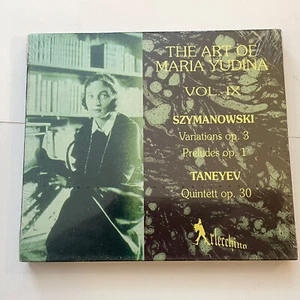 THE ART OF
MARIA YUDINA
VOL. IX
SZYMANOWSKI
Variations op. 3
Preludes op. 1
TANEYEV
Quintett op. 30
Arlecchino